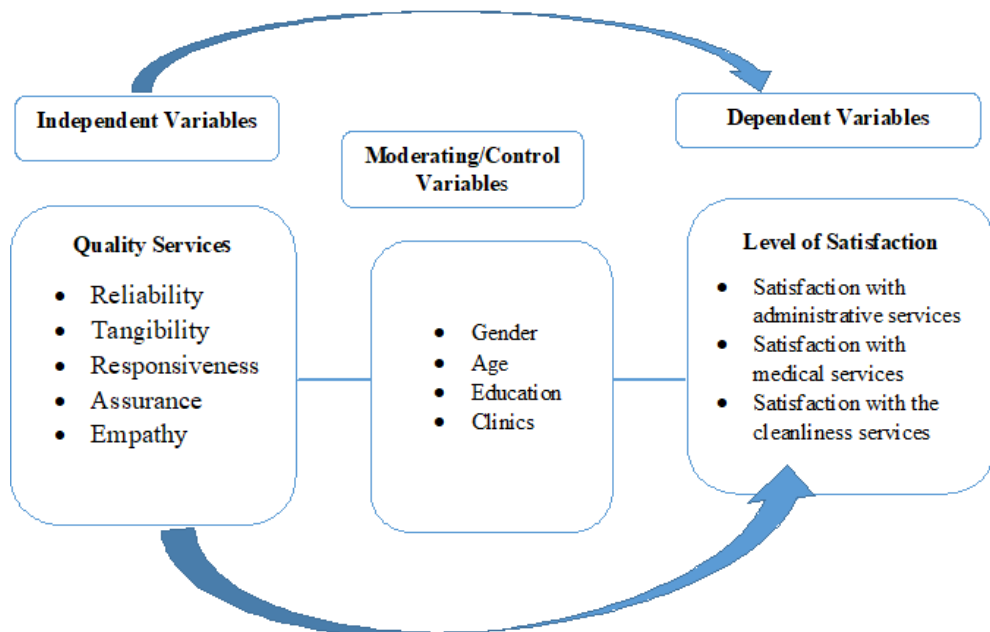 Independent Variables
Moderating/Control
Variables
Dependent Variables
Quality Services
• Reliability
• Tangibility
• Responsiveness
• Assurance
• Empathy
• Gender
• Age
• Education
• Clinics
Level of Satisfaction
• Satisfaction with
administrative services
• Satisfaction with
medical services
• Satisfaction with the
cleanliness services